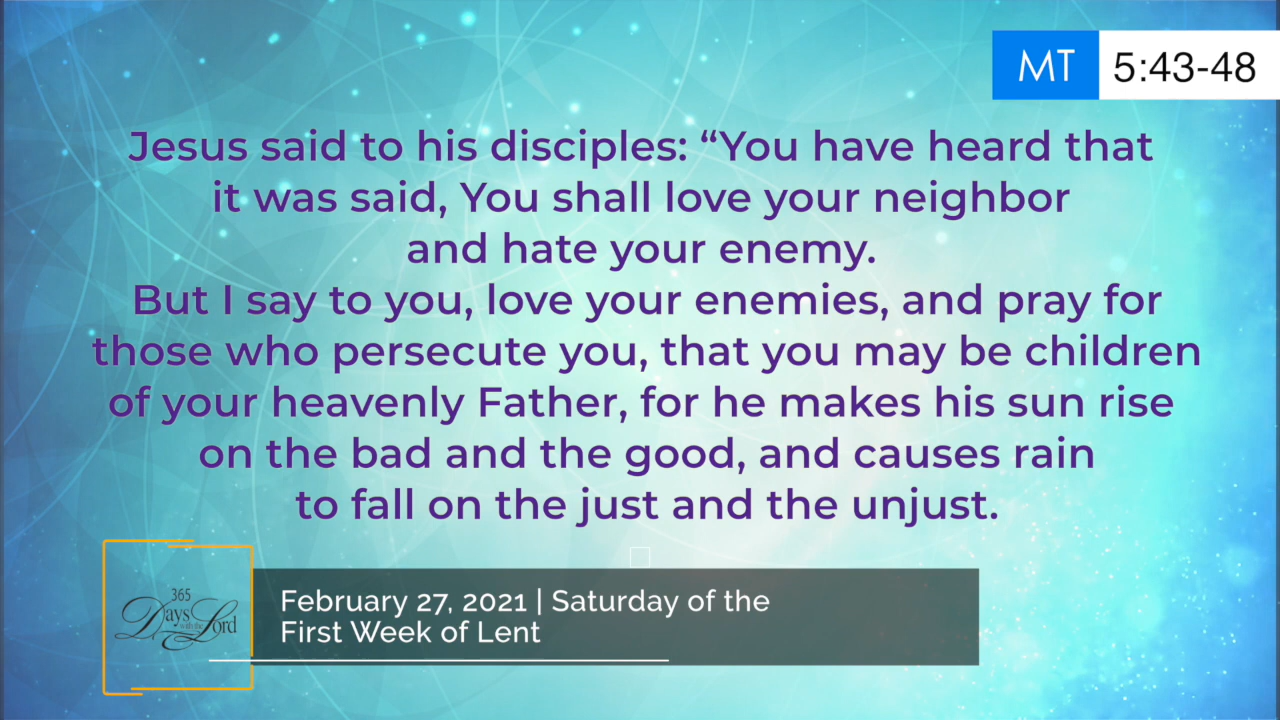 MT 5:43-48
Jesus said to his disciples: “You have heard that
it was said, You shall love your neighbor
and hate your enemy.
But I say to you, love your enemies, and pray for
those who persecute you, that you may be children
of your heavenly Father, for he makes his sun rise
on the bad and the good, and causes rain
to fall on the just and the unjust.
365
Days with the Lord
February 27, 2021 | Saturday of the
First Week of Lent